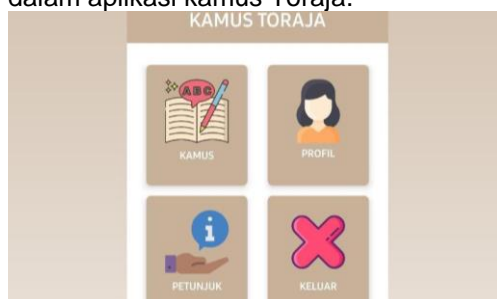 dalam aplikasi kamus Toraja.
KAMUS TORAJA
ABC
KAMUS
PROFIL
PETUNJUK
KELUAR